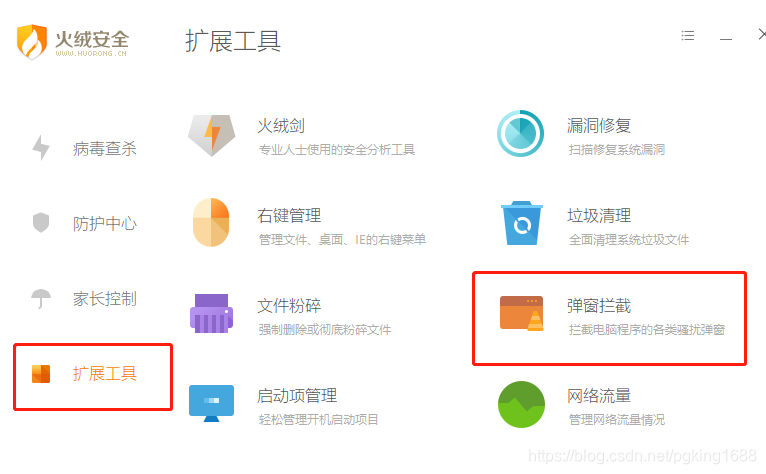 火绒安全
WWW.HUORONG.CN
扩展工具
病毒查杀
防护中心
家长控制
扩展工具
火绒剑
专业人士使用的安全分析工具
漏洞修复
扫描修复系统漏洞
右键管理
管理文件、桌面、IE的右键菜单
垃圾清理
全面清理系统垃圾文件
文件粉碎
强制删除或彻底粉碎文件
弹窗拦截
拦截电脑程序的各类骚扰弹窗
启动项管理
轻松管理开机启动项目
网络流量
管理网络流量情况
https://blog.csdn.net/pgking1688